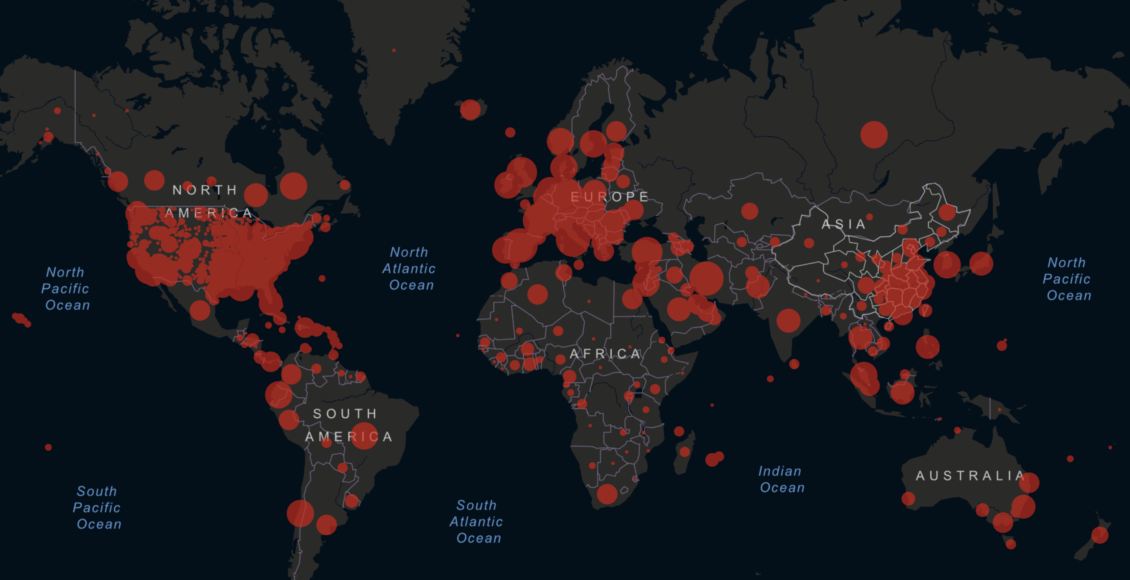 NORTH
AMERICA
EUROPE
ASIA
North
Atlantic
Ocean
North
Pacific
Ocean
North
Pacific
Ocean
AFRICA
SOUTH
AMERICA
Indian
Ocean
AUSTRALIA
South
Pacific
Ocean
South
Atlantic
Ocean